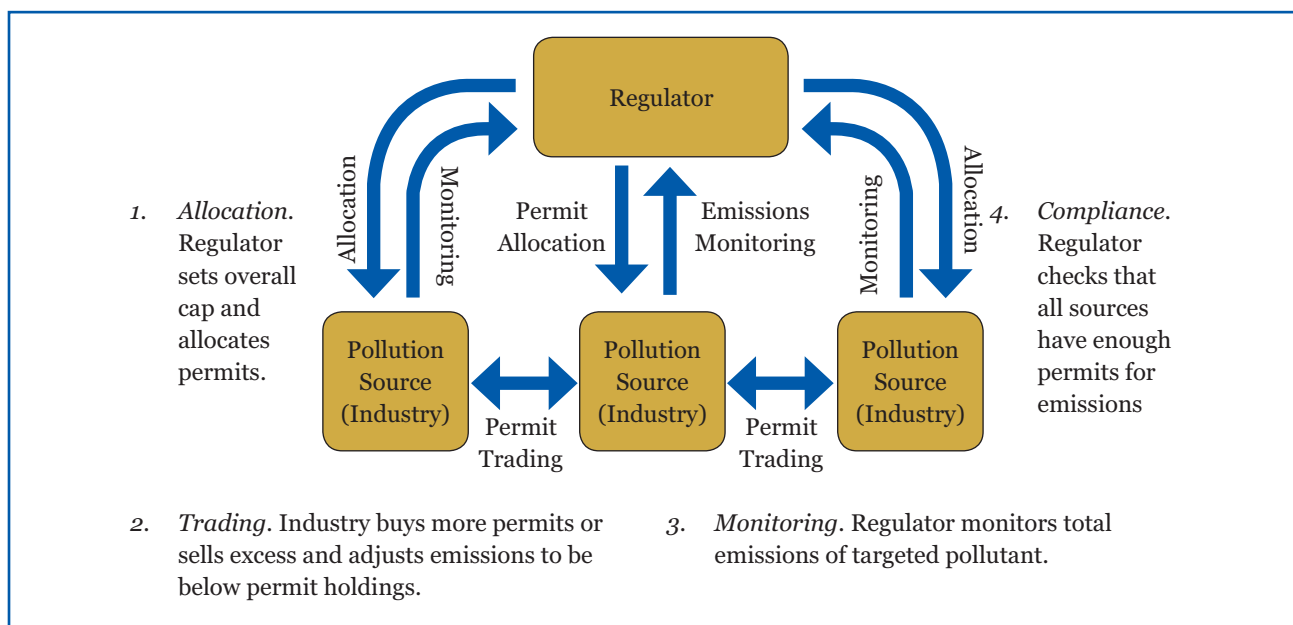 Regulator
Allocation
Monitoring
Permit
Allocation
Emissions
Monitoring
Monitoring
Allocation
1. Allocation.
Regulator
sets overall
cap and
allocates
permits.
4. Compliance.
Regulator
checks that
all sources
have enough
permits for
emissions
Pollution
Source
(Industry)
Pollution
Source
(Industry)
Pollution
Source
(Industry)
Permit
Trading
Permit
Trading
2. Trading. Industry buys more permits or
sells excess and adjusts emissions to be
below permit holdings.
3. Monitoring. Regulator monitors total
emissions of targeted pollutant.